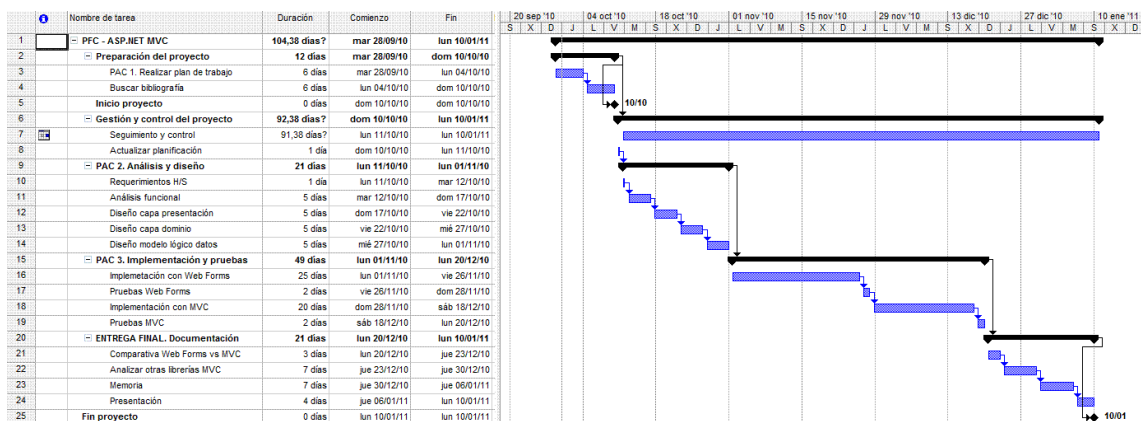 Nombre de tarea Duración Comienzo Fin 20 sep '10 04 oct '10 18 oct '10 01 nov '10 15 nov '10 29 nov '10 13 dic '10 27 dic '10 10 ene '11
S X D J L V M S X D J L V M S X D J L V M S X D J L V M S X D
1 PFC - ASP.NET MVC 104,38 días? mar 28/09/10 lun 10/01/11
2 Preparación del proyecto 12 días mar 28/09/10 dom 10/10/10
3 PAC 1. Realizar plan de trabajo 6 días mar 28/09/10 lun 04/10/10
4 Buscar bibliografía 6 días lun 04/10/10 dom 10/10/10
5 Inicio proyecto 0 días dom 10/10/10 dom 10/10/10 10/10
6 Gestión y control del proyecto 92,38 días? dom 10/10/10 lun 10/01/11
7 Seguimiento y control 91,38 días? lun 11/10/10 lun 10/01/11
8 Actualizar planificación 1 día dom 10/10/10 lun 11/10/10
9 PAC 2. Análisis y diseño 21 días lun 11/10/10 lun 01/11/10
10 Requerimientos H/S 1 día lun 11/10/10 mar 12/10/10
11 Análisis funcional 5 días mar 12/10/10 dom 17/10/10
12 Diseño capa presentación 5 días dom 17/10/10 vie 22/10/10
13 Diseño capa dominio 5 días vie 22/10/10 mié 27/10/10
14 Diseño modelo lógico datos 5 días mié 27/10/10 lun 01/11/10
15 PAC 3. Implementación y pruebas 49 días lun 01/11/10 lun 20/12/10
16 Implemetación con Web Forms 25 días lun 01/11/10 vie 26/11/10
17 Pruebas Web Forms 2 días vie 26/11/10 dom 28/11/10
18 Implementación con MVC 20 días dom 28/11/10 sáb 18/12/10
19 Pruebas MVC 2 días sáb 18/12/10 lun 20/12/10
20 ENTREGA FINAL. Documentación 21 días lun 20/12/10 lun 10/01/11
21 Comparativa Web Forms vs MVC 3 días lun 20/12/10 jue 23/12/10
22 Analizar otras librerías MVC 7 días jue 23/12/10 jue 30/12/10
23 Memoria 7 días jue 30/12/10 jue 06/01/11
24 Presentación 4 días jue 06/01/11 lun 10/01/11
25 Fin proyecto 0 días lun 10/01/11 lun 10/01/11 10/01